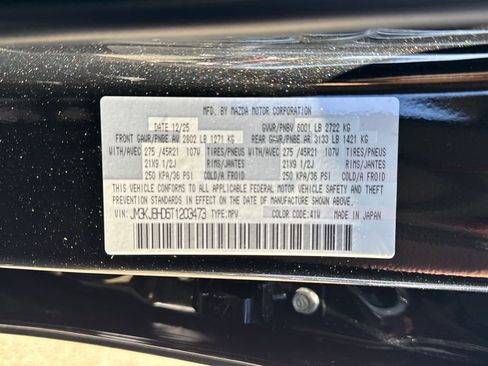 MFD. BY MAZDA MOTOR CORPORATION
DATE 12/25 GVWR/PNBV 6001 LB 2722 KG
FRONT GAWR/PNBE AV 2802 LB 1271 KG REAR GAWR/PNBE AR 3133 LB 1421 KG
WITH/AVEC 275 /45R21 107W TIRES/PNEUS WITH/AVEC 275 /45R21 107W TIRES/PNEUS
21X9 1/2J RIMS/JANTES 21X9 1/2J RIMS/JANTES
250 KPA/36 PSI COLD/A FROID 250 KPA/36 PSI COLD/A FROID
THIS VEHICLE CONFORMS TO ALL APPLICABLE FEDERAL MOTOR VEHICLE SAFETY, BUMPER, AND THEFT
PREVENTION STANDARDS IN EFFECT ON THE DATE OF MANUFACTURE SHOWN ABOVE.
VIN: JM3KJBHD6T1203473 TYPE: MPV COLOR CODE: 41W MADE IN JAPAN